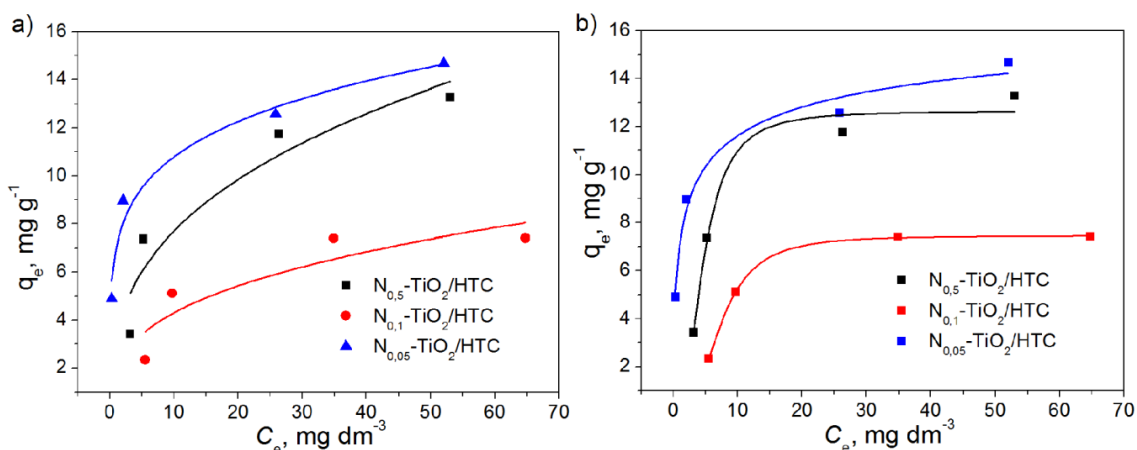 a)
16
14
12
10
8
6
4
2
qₑ, mg g⁻¹
N₀,₅-TiO₂/HTC
N₀,₁-TiO₂/HTC
N₀,₀₅-TiO₂/HTC
0 10 20 30 40 50 60 70
Cₑ, mg dm⁻³
b)
16
14
12
10
8
6
4
2
qₑ, mg g⁻¹
N₀,₅-TiO₂/HTC
N₀,₁-TiO₂/HTC
N₀,₀₅-TiO₂/HTC
0 10 20 30 40 50 60 70
Cₑ, mg dm⁻³